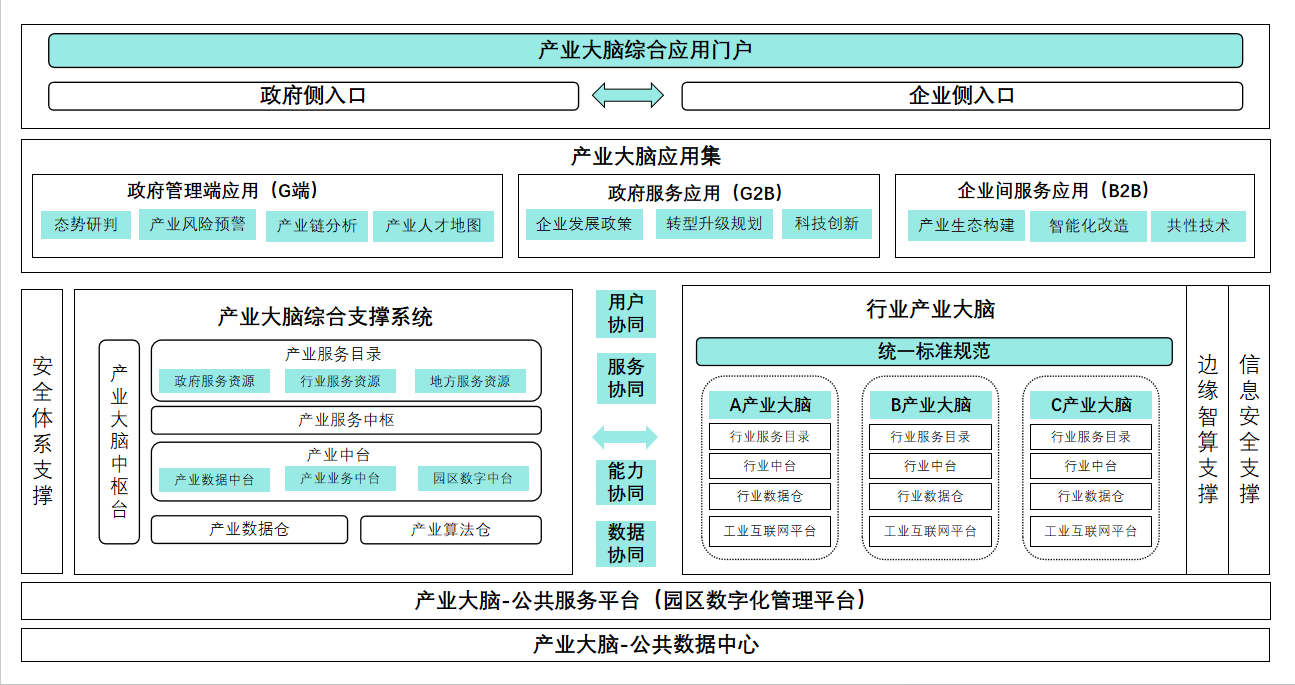 产业大脑综合应用门户
政府侧入口
企业侧入口
产业大脑应用集
政府管理端应用（G端）
态势研判
产业风险预警
产业链分析
产业人才地图
政府服务应用（G2B）
企业发展政策
转型升级规划
科技创新
企业间服务应用（B2B）
产业生态构建
智能化改造
共性技术
安全体系支撑
产业大脑综合支撑系统
产业大脑中枢台
产业服务目录
政府服务资源
行业服务资源
地方服务资源
产业服务中枢
产业中台
产业数据中台
产业业务中台
园区数字中台
产业数据仓
产业算法仓
用户
协同
服务
协同
能力
协同
数据
协同
行业产业大脑
统一标准规范
A产业大脑
行业服务目录
行业中台
行业数据仓
工业互联网平台
B产业大脑
行业服务目录
行业中台
行业数据仓
工业互联网平台
C产业大脑
行业服务目录
行业中台
行业数据仓
工业互联网平台
边缘智算支撑
信息安全支撑
产业大脑-公共服务平台（园区数字化管理平台）
产业大脑-公共数据中心